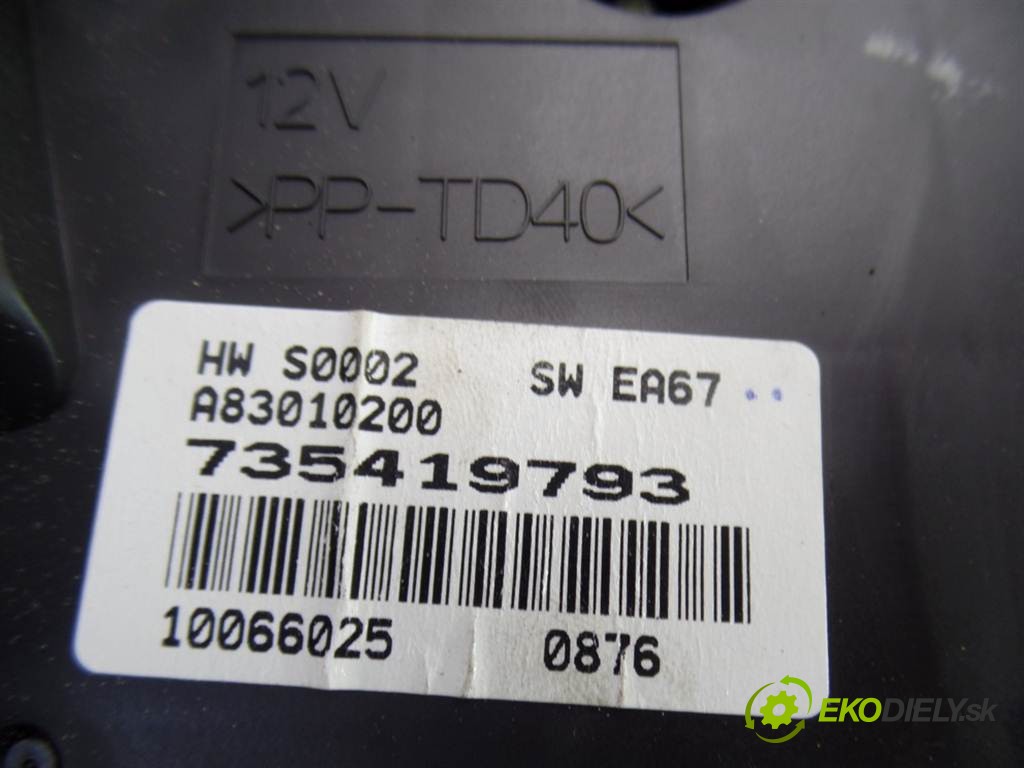 12V
>PP-TD40<
HW S0002 SW EA67
A83010200
735419793
10066025 0876
EKODIELY.sk